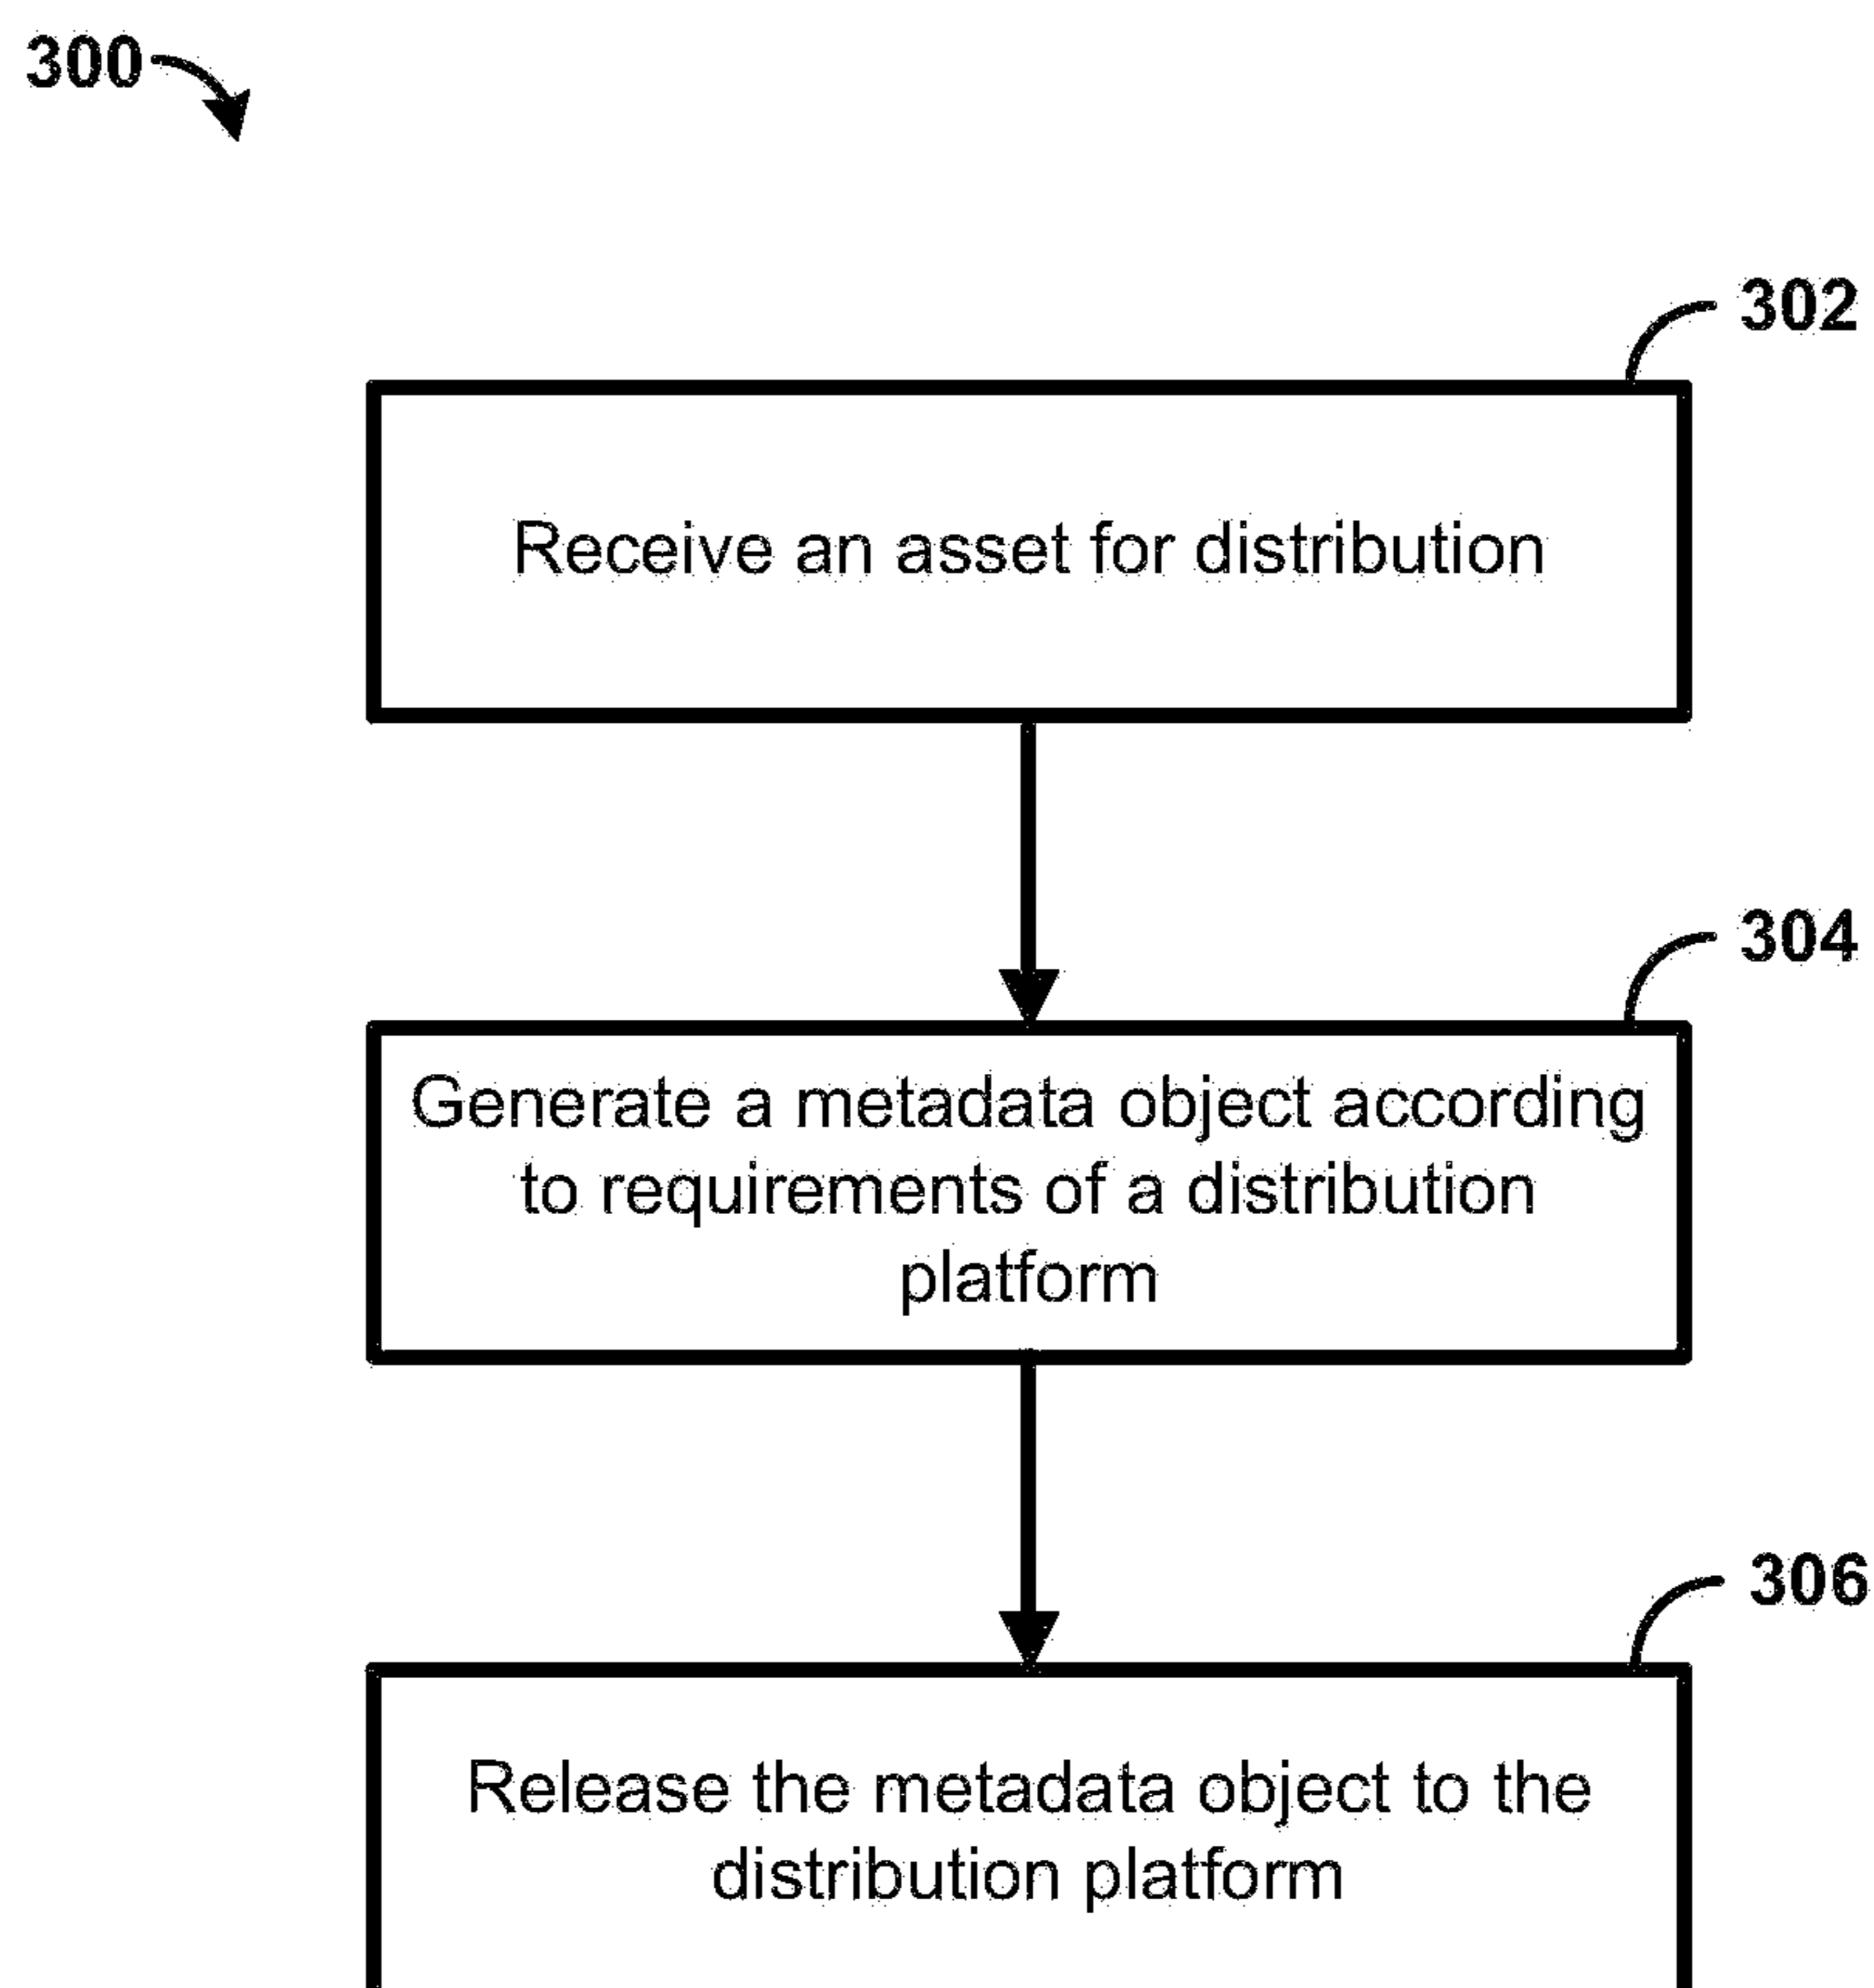 300
302
Receive an asset for distribution
304
Generate a metadata object according
to requirements of a distribution
platform
306
Release the metadata object to the
distribution platform